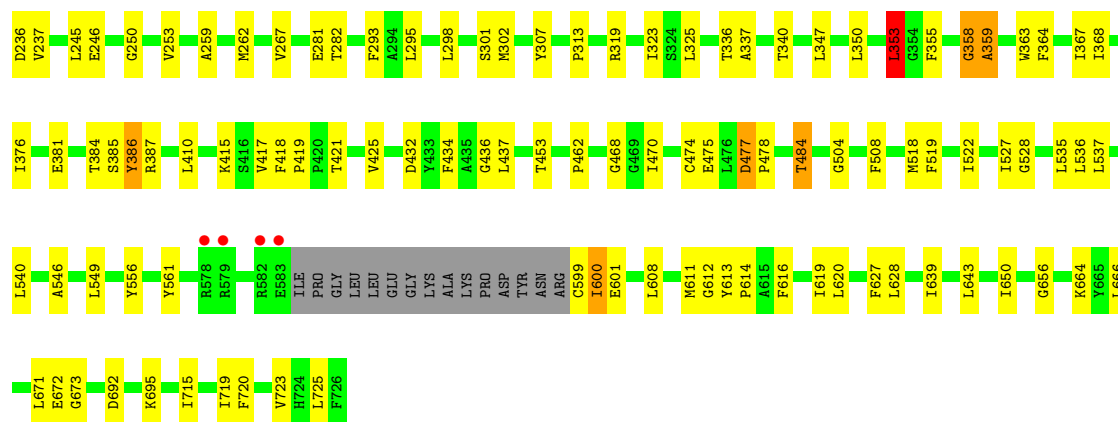 D236 V237 L245 E246 G250 V253 A259 M262 V267 E281 T282 F293 A294 L295 L298 S301 M302 Y307 P313 R319 I323 S324 L325 T336 A337 T340 L347 L350 L353 G354 F355 G358 A359 W363 F364 I367 I368
I376 E381 T384 S385 Y386 R387 L410 K415 S416 V417 F418 P419 P420 T421 V425 D432 Y433 F434 A435 G436 L437 T453 P462 G468 G469 I470 C474 E475 L476 D477 P478 T484 G504 F508 M518 F519 I522 I527 G528 L535 L536 L537
L540 A546 L549 Y556 Y561 R578 R579 R582 E583 ILE PRO GLY LEU LEU GLU GLY LYS ALA LYS PRO ASP TYR ASN ARG C599 I600 E601 L608 M611 G612 Y613 P614 A615 F616 I619 L620 F627 L628 I639 L643 I650 G656 K664 Y665 L666
L671 E672 G673 D692 K695 I715 I719 F720 V723 H724 L725 F726